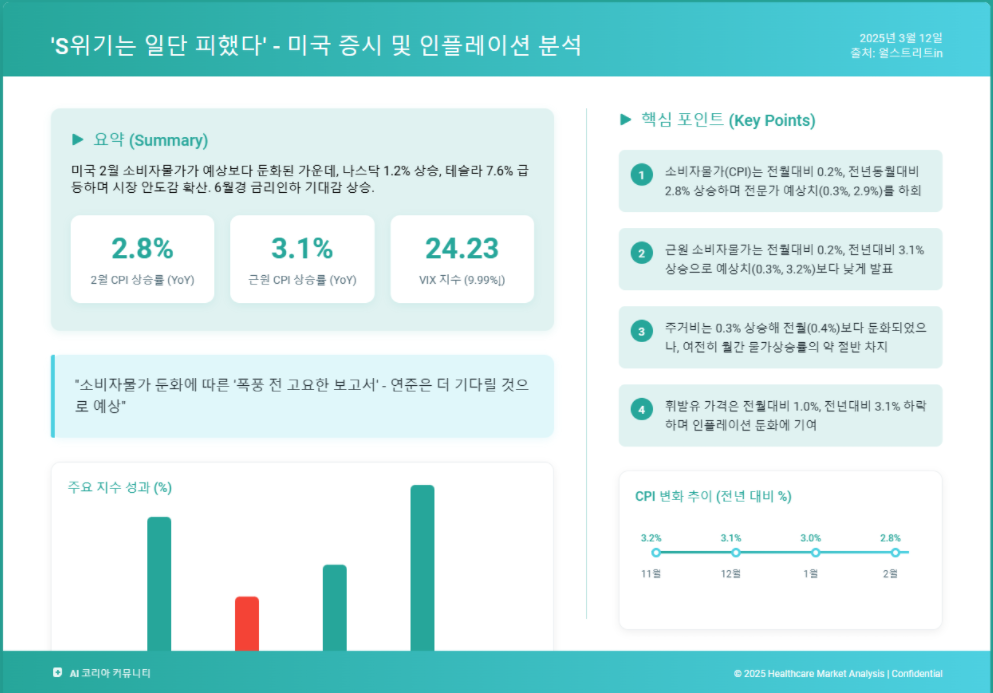 'S위기는 일단 피했다' - 미국 증시 및 인플레이션 분석
2025년 3월 12일
출처: 월스트리트in
요약 (Summary)
미국 2월 소비자물가가 예상보다 둔화된 가운데, 나스닥 1.2% 상승, 테슬라 7.6% 급
등하며 시장 안도감 확산. 6월경 금리인하 기대감 상승.
2.8%
2월 CPI 상승률 (YoY)
3.1%
근원 CPI 상승률 (YoY)
24.23
VIX 지수 (9.99%↓)
"소비자물가 둔화에 따른 '폭풍 전 고요한 보고서' - 연준은 더 기다릴 것으
로 예상"
주요 지수 성과 (%)
핵심 포인트 (Key Points)
1
소비자물가(CPI)는 전월대비 0.2%, 전년동월대비
2.8% 상승하며 전문가 예상치(0.3%, 2.9%)를 하회
2
근원 소비자물가는 전월대비 0.2%, 전년대비 3.1%
상승으로 예상치(0.3%, 3.2%)보다 낮게 발표
3
주거비는 0.3% 상승해 전월(0.4%)보다 둔화되었으
나, 여전히 월간 물가상승률의 약 절반 차지
4
휘발유 가격은 전월대비 1.0%, 전년대비 3.1% 하락
하며 인플레이션 둔화에 기여
CPI 변화 추이 (전년 대비 %)
3.2% 3.1% 3.0% 2.8%
11월 12월 1월 2월
AI 코리아 커뮤니티
© 2025 Healthcare Market Analysis | Confidential